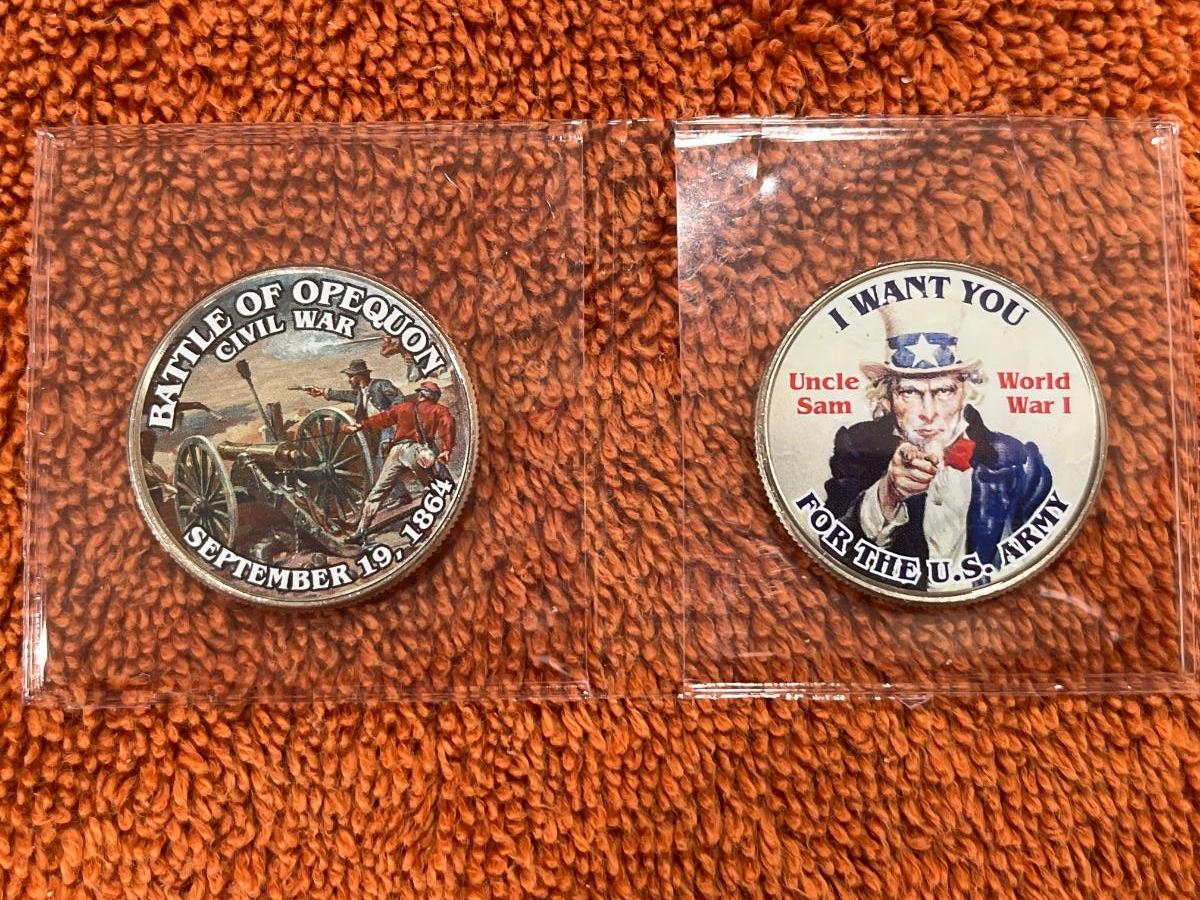 BATTLE OF OPEQUON
CIVIL WAR
SEPTEMBER 19, 1864
I WANT YOU
Uncle
Sam
World
War I
FOR THE U.S. ARMY